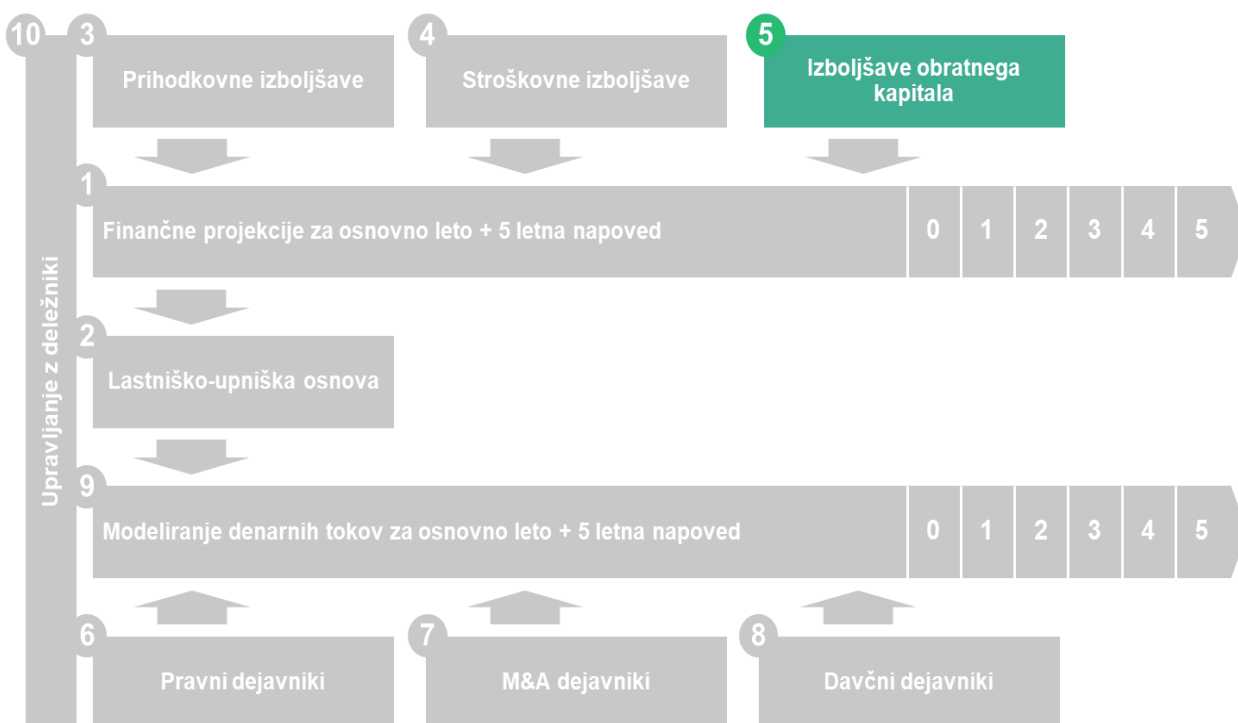 10
3
Prihodkovne izboljšave
4
Stroškovne izboljšave
5
Izboljšave obratnega
kapitala
Upravljanje z deležniki
1
Finančne projekcije za osnovno leto + 5 letna napoved
0 1 2 3 4 5
2
Lastniško-upniška osnova
9
Modeliranje denarnih tokov za osnovno leto + 5 letna napoved
0 1 2 3 4 5
6
Pravni dejavniki
7
M&A dejavniki
8
Davčni dejavniki